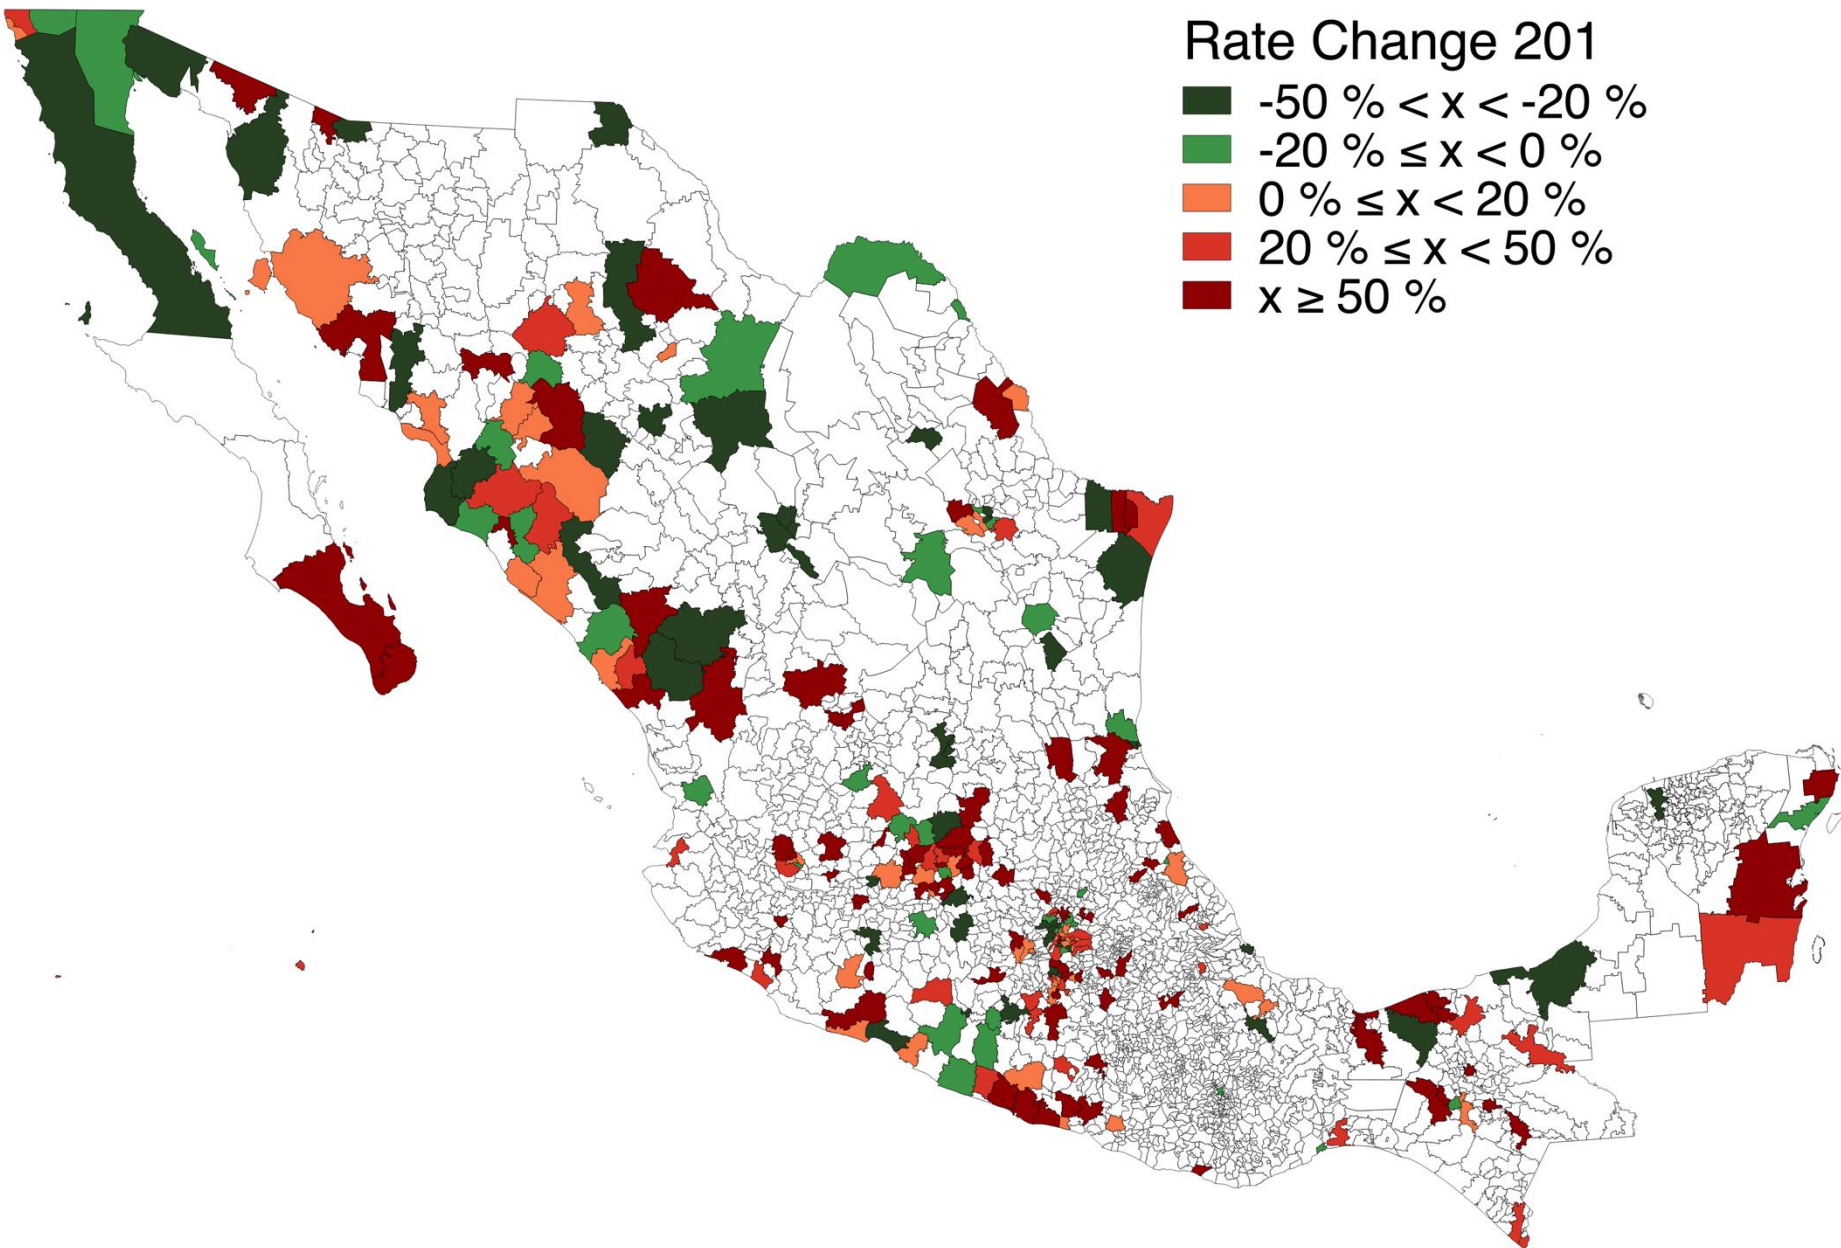 Rate Change 201
-50 % < x < -20 %
-20 % ≤ x < 0 %
0 % ≤ x < 20 %
20 % ≤ x < 50 %
x ≥ 50 %